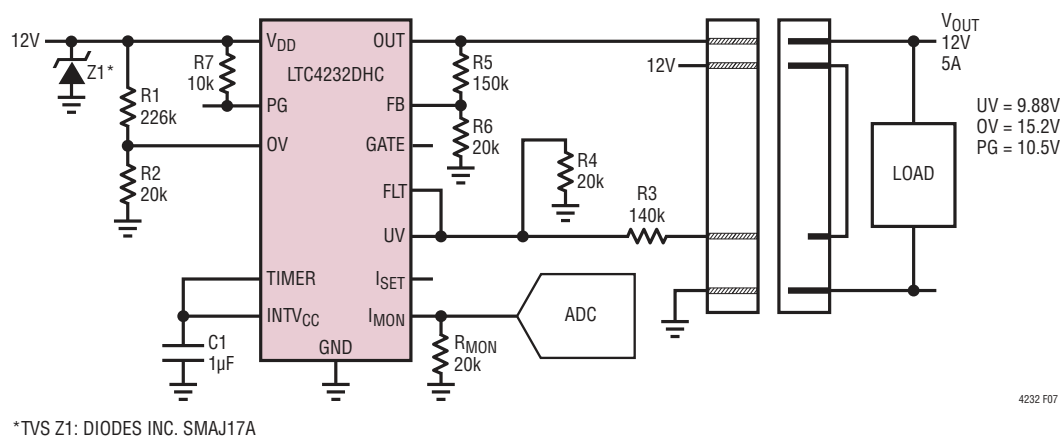 12V
Z1*
R1
226k
R2
20k
R7
10k
VDD
PG
OV
TIMER
INTVCC
C1
1µF
LTC4232DHC
GND
OUT
FB
GATE
FLT
UV
ISET
IMON
R5
150k
R6
20k
12V
R4
20k
R3
140k
RMON
20k
ADC
LOAD
VOUT
12V
5A
UV = 9.88V
OV = 15.2V
PG = 10.5V
4232 F07
*TVS Z1: DIODES INC. SMAJ17A